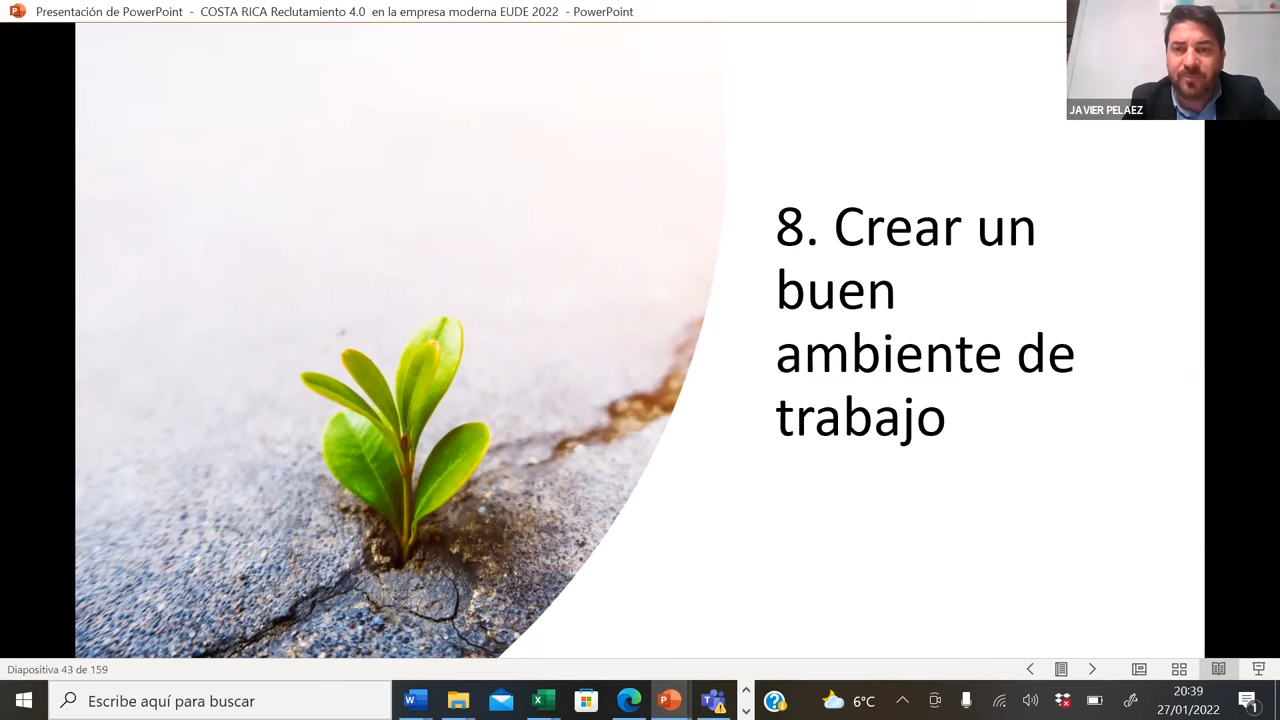 Presentación de PowerPoint - COSTA RICA Reclutamiento 4.0 en la empresa moderna EUDE 2022 - PowerPoint
JAVIER PELAEZ
8. Crear un
buen
ambiente de
trabajo
Diapositiva 43 de 159
Escribe aquí para buscar
6°C
20:39
27/01/2022
1